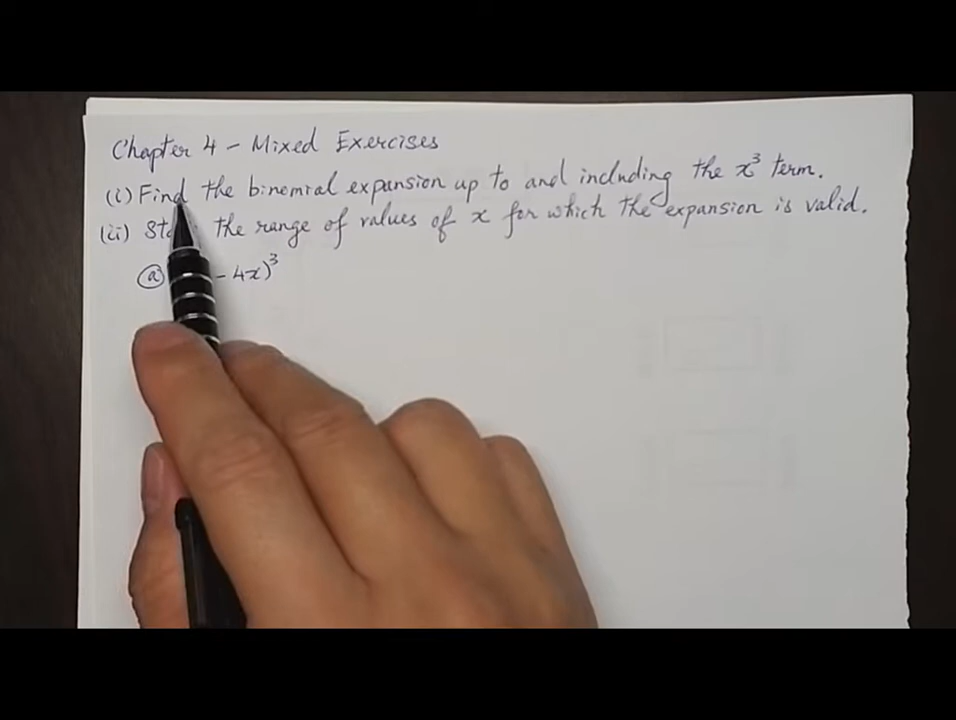 Chapter 4 - Mixed Exercises
(i) Find the binomial expansion up to and including the x³ term.
(ii) the range of values of x for which the expansion is valid.
(a) - 4x)³